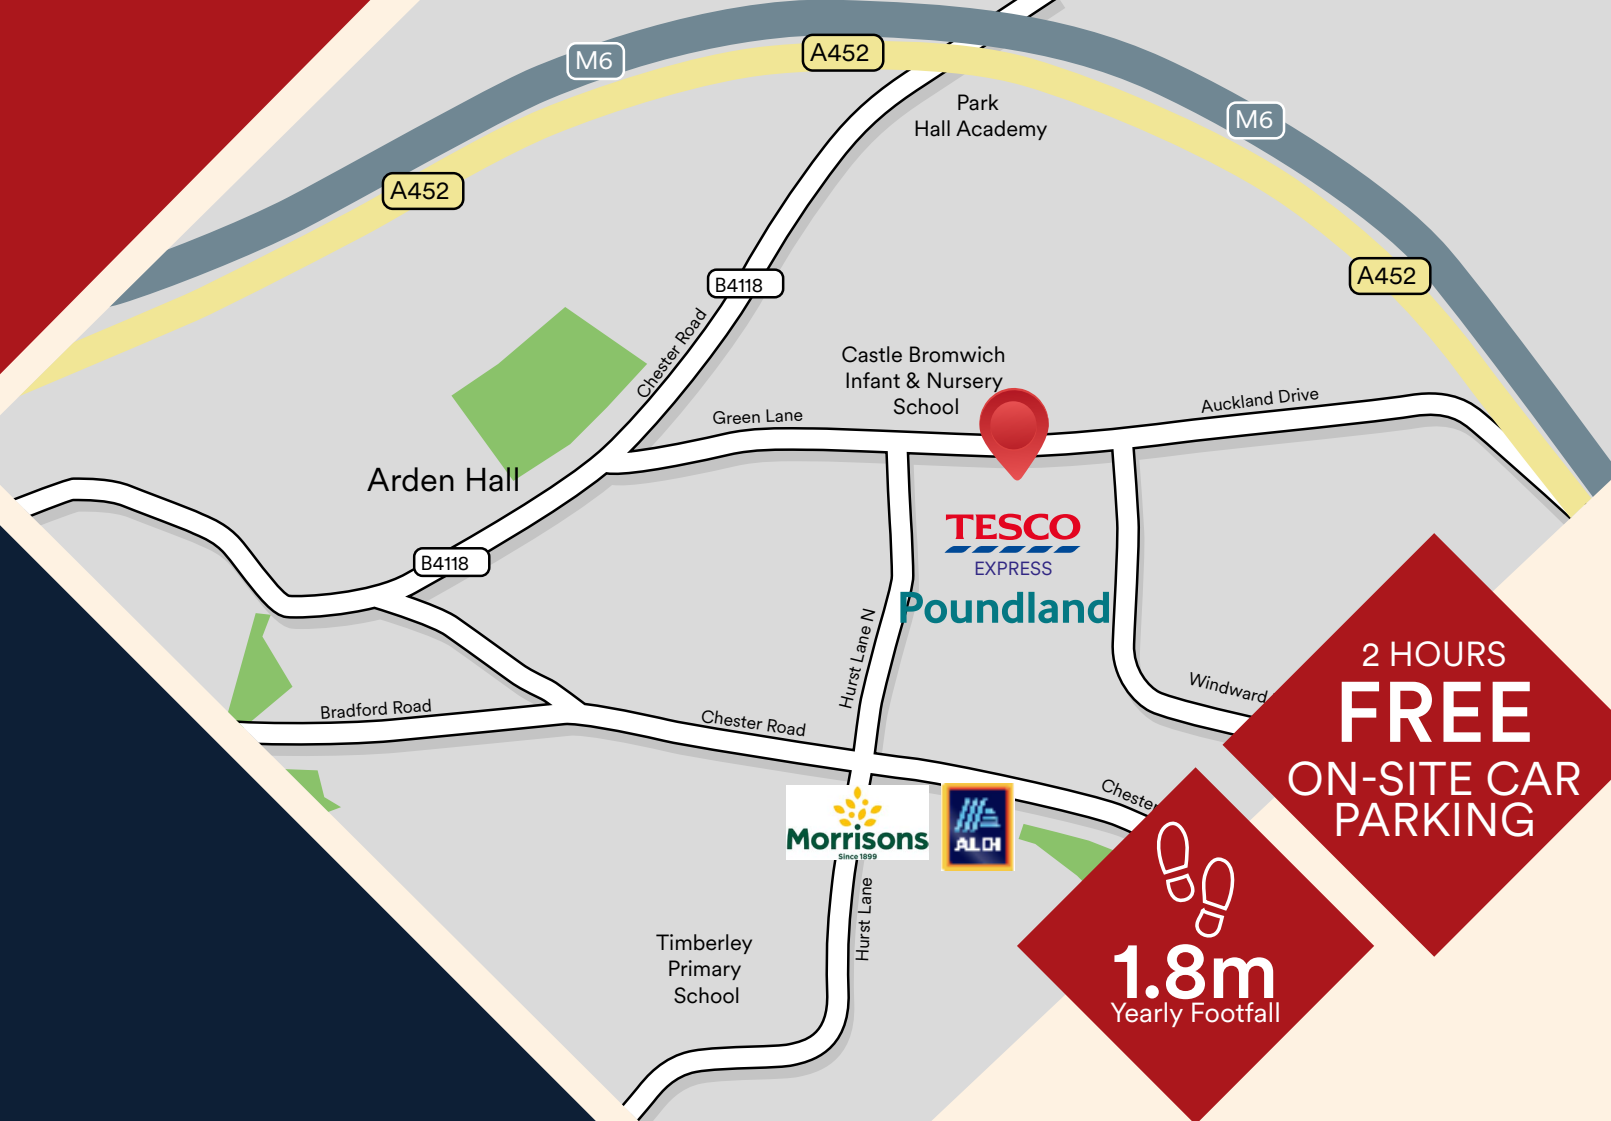 M6
A452
Park
Hall Academy
M6
A452
A452
B4118
Chester Road
Castle Bromwich
Infant & Nursery
School
Green Lane
Auckland Drive
Arden Hall
TESCO
EXPRESS
B4118
Poundland
Hurst Lane N
2 HOURS
FREE
ON-SITE CAR
PARKING
Windward
Bradford Road
Chester Road
Chester
Morrisons
Since 1899
ALDI
Hurst Lane
Timberley
Primary
School
1.8m
Yearly Footfall